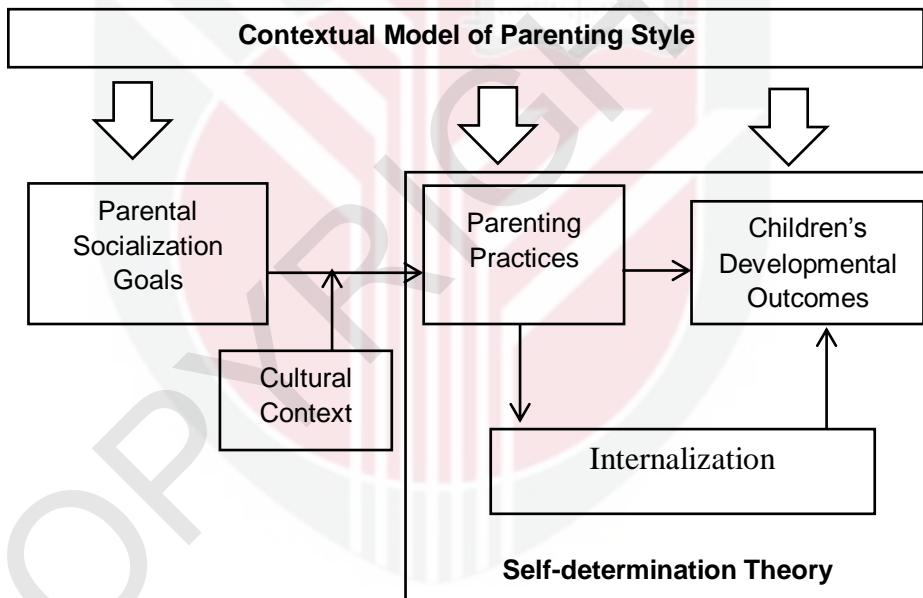 Contextual Model of Parenting Style
Parental
Socialization
Goals
Parenting
Practices
Children’s
Developmental
Outcomes
Cultural
Context
Internalization
Self-determination Theory
OPYRIGH